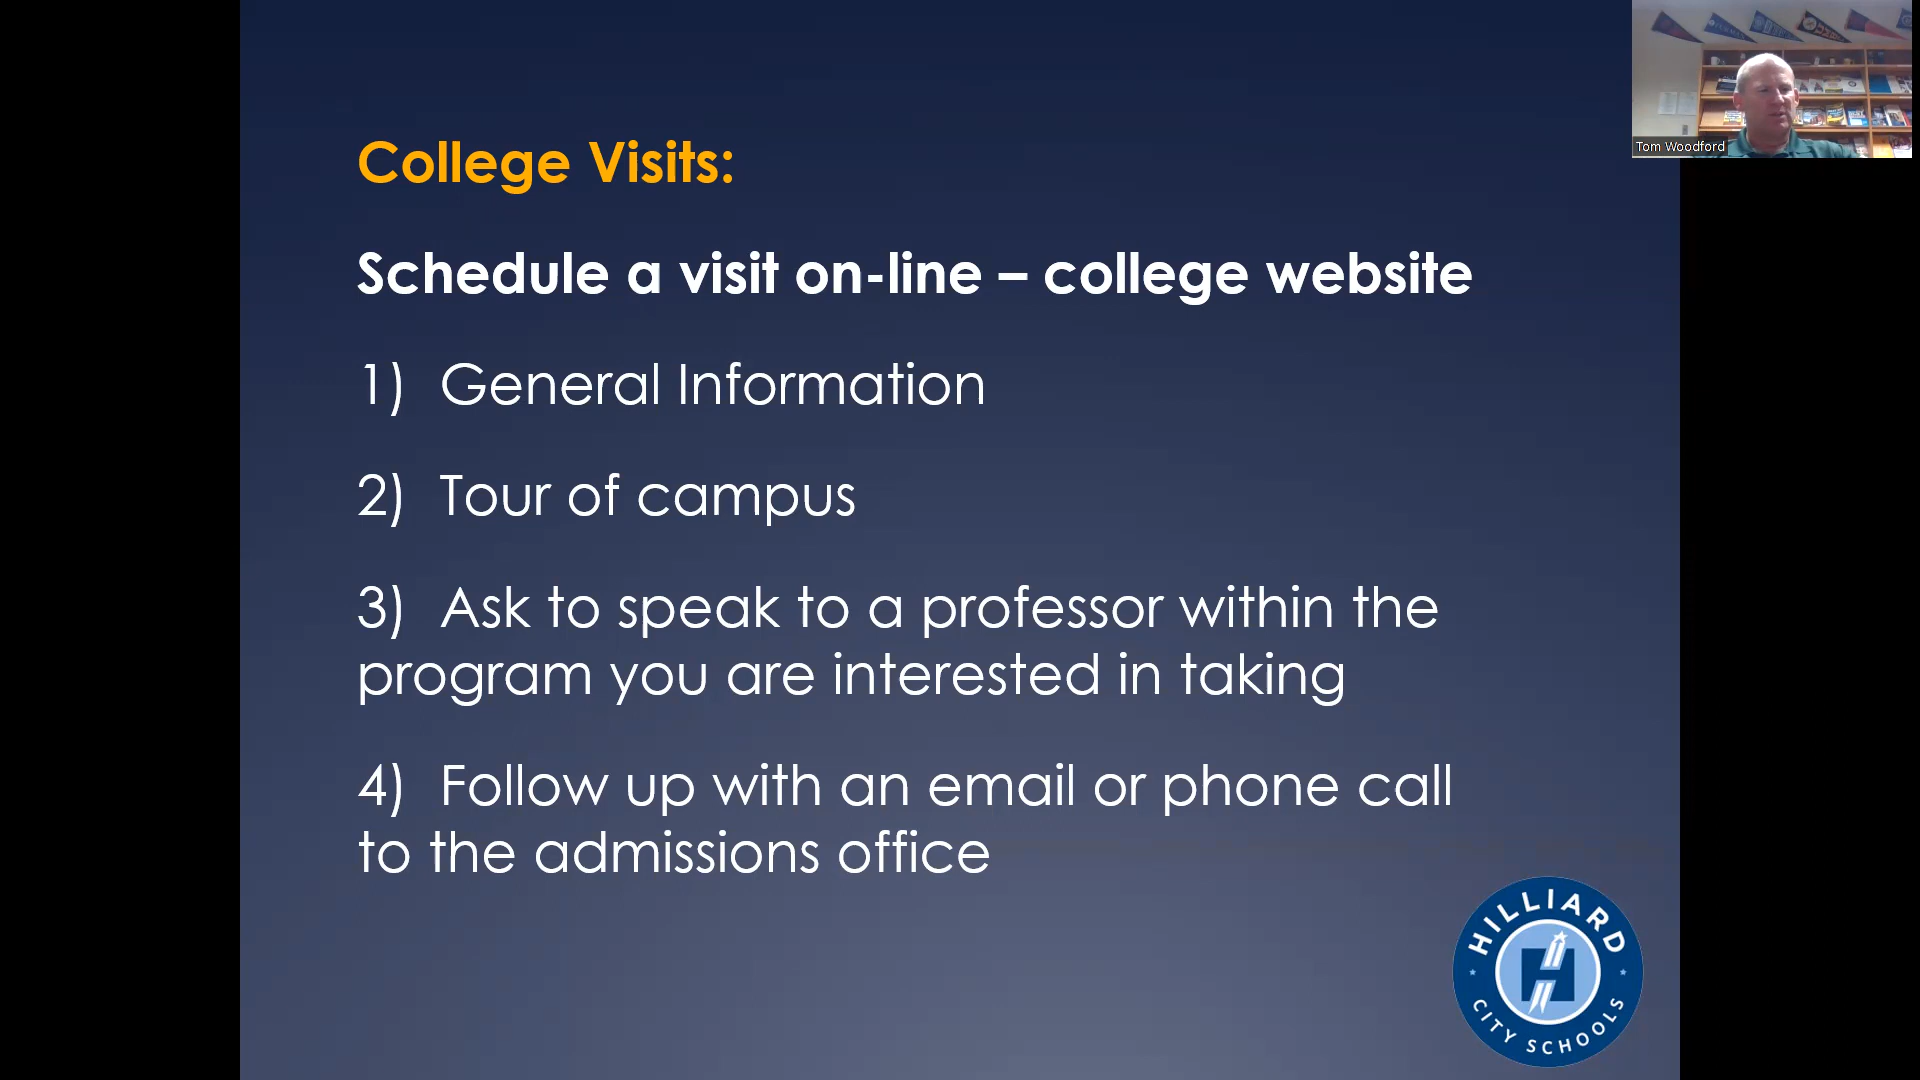 College Visits:
Schedule a visit on-line – college website
1) General Information
2) Tour of campus
3) Ask to speak to a professor within the
program you are interested in taking
4) Follow up with an email or phone call
to the admissions office
Tom Woodford
HILLIARD
H
CITY SCHOOLS